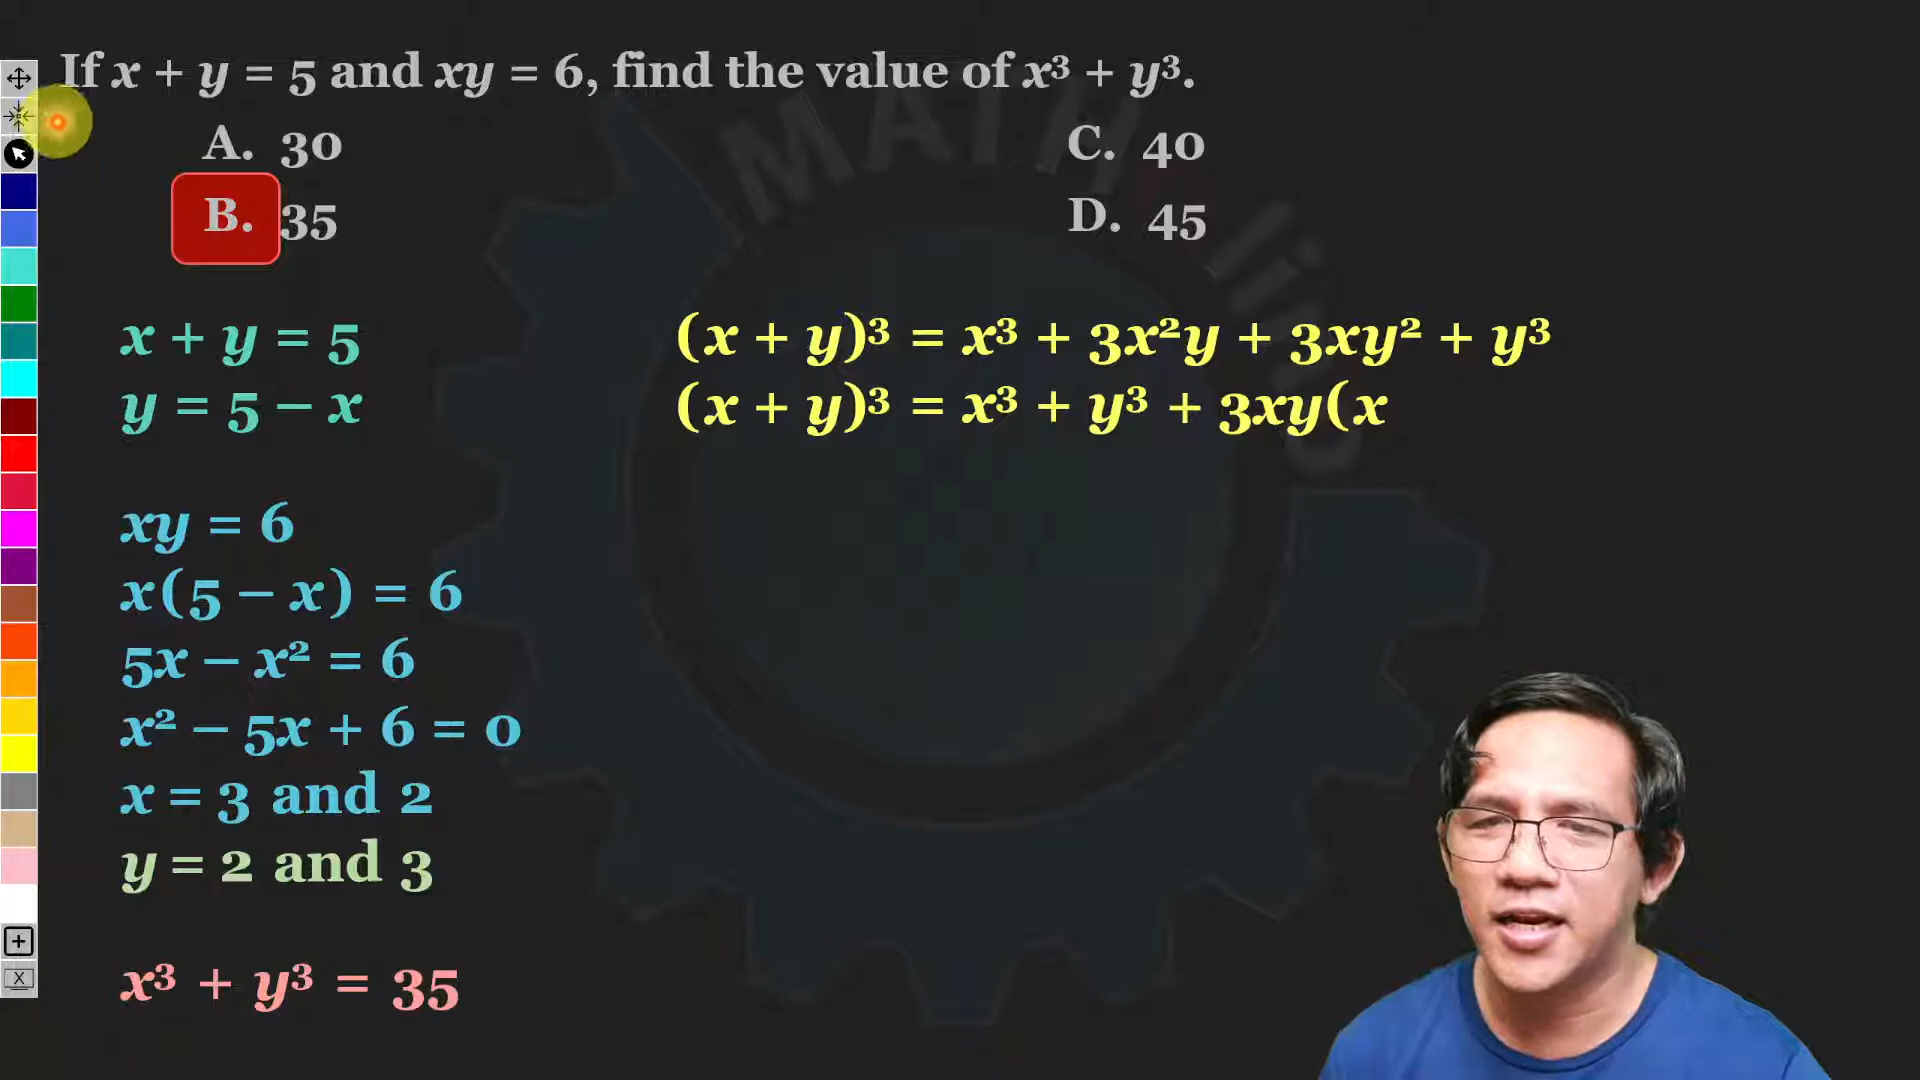 If x + y = 5 and xy = 6, find the value of x³ + y³.
A. 30
C. 40
B. 35
D. 45
x + y = 5
y = 5 − x
(x + y)³ = x³ + 3x²y + 3xy² + y³
(x + y)³ = x³ + y³ + 3xy(x
xy = 6
x(5 − x) = 6
5x − x² = 6
x² − 5x + 6 = 0
x = 3 and 2
y = 2 and 3
x³ + y³ = 35
MATH